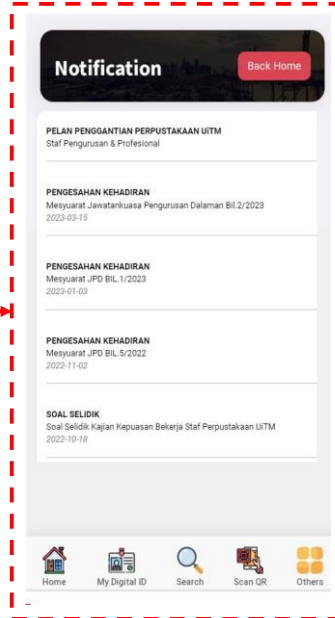 Notification
Back Home
PELAN PENGGANTIAN PERPUSTAKAAN UiTM
Staf Pengurusan & Profesional
PENGESAHAN KEHADIRAN
Mesyuarat Jawatankuasa Pengurusan Dalaman Bil.2/2023
2023-03-15
PENGESAHAN KEHADIRAN
Mesyuarat JPD BIL.1/2023
2023-01-03
PENGESAHAN KEHADIRAN
Mesyuarat JPD BIL.5/2022
2022-11-02
SOAL SELIDIK
Soal Selidik Kajian Kepuasan Bekerja Staf Perpustakaan UiTM
2022-10-18
Home My Digital ID Search Scan QR Others